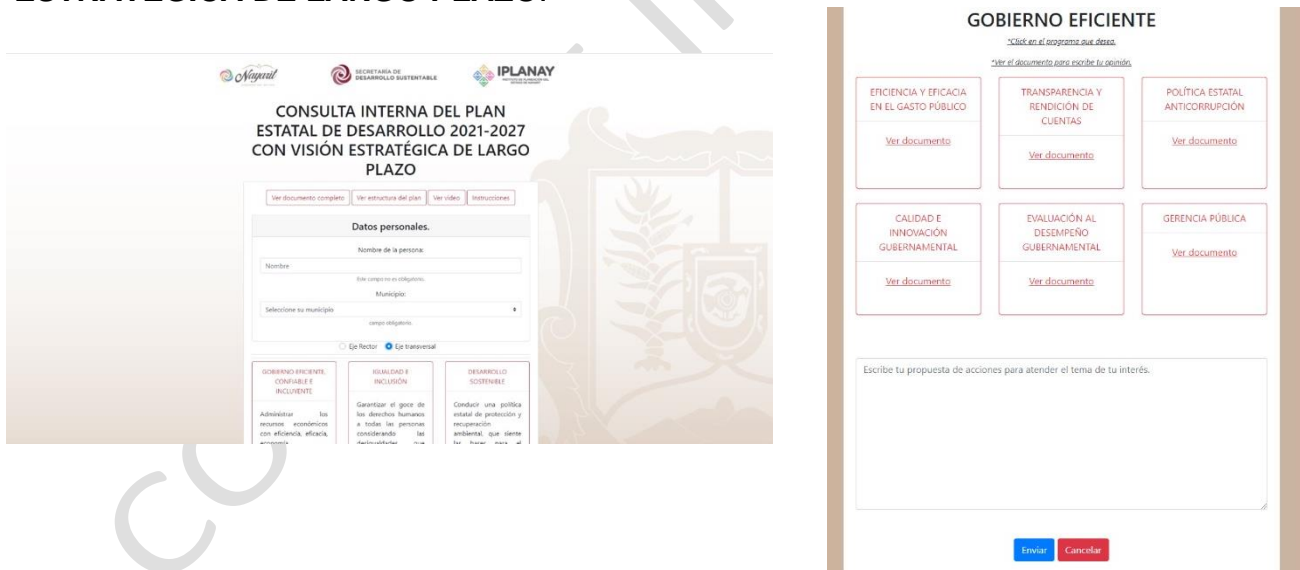 ESTRATÉGICA DE LARGO PLAZO.
Nayarit
SECRETARÍA DE
DESARROLLO SUSTENTABLE
IPLANAY
CONSULTA INTERNA DEL PLAN
ESTATAL DE DESARROLLO 2021-2027
CON VISIÓN ESTRATÉGICA DE LARGO
PLAZO
Ver documento completo
Ver estructura del plan
Ver video
Instrucciones
Datos personales.
Nombre de la persona:
Nombre
Este campo no es obligatorio.
Municipio:
Seleccione su municipio
campo obligatorio.
Eje Rector
Eje transversal
GOBIERNO EFICIENTE,
CONFIABLE E
INCLUYENTE
Administrar los
recursos económicos
con eficiencia, eficacia,
economía
IGUALDAD E
INCLUSIÓN
Garantizar el goce de
los derechos humanos
a todas las personas
considerando las
desigualdades que
DESARROLLO
SOSTENIBLE
Conducir una política
estatal de protección y
recuperación
ambiental, que siente
las bases para el
GOBIERNO EFICIENTE
*Click en el programa que desea.
*Ver el documento para escribe tu opinión.
EFICIENCIA Y EFICACIA
EN EL GASTO PÚBLICO
Ver documento
TRANSPARENCIA Y
RENDICIÓN DE
CUENTAS
Ver documento
POLÍTICA ESTATAL
ANTICORRUPCIÓN
Ver documento
CALIDAD E
INNOVACIÓN
GUBERNAMENTAL
Ver documento
EVALUACIÓN AL
DESEMPEÑO
GUBERNAMENTAL
Ver documento
GERENCIA PÚBLICA
Ver documento
Escribe tu propuesta de acciones para atender el tema de tu interés.
Enviar
Cancelar